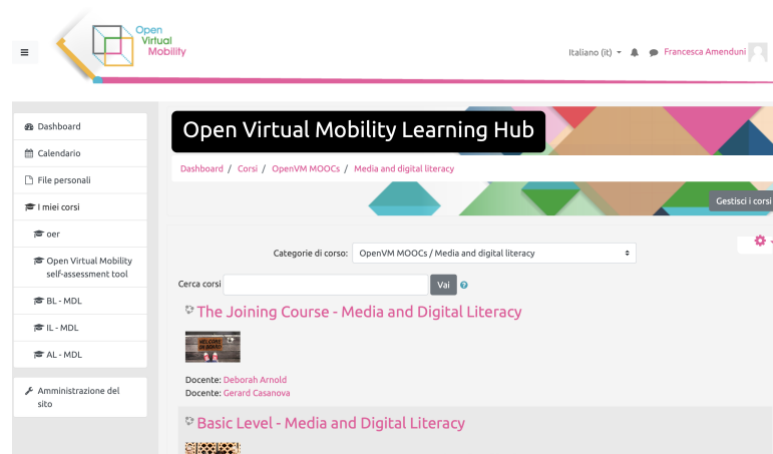 Open
Virtual
Mobility
Italiano (it)
Francesca Amenduni
Dashboard
Calendario
File personali
I miei corsi
oer
Open Virtual Mobility
self-assessment tool
BL - MDL
IL - MDL
AL - MDL
Amministrazione del
sito
Open Virtual Mobility Learning Hub
Dashboard / Corsi / OpenVM MOOCs / Media and digital literacy
Gestisci i corsi
Categorie di corso: OpenVM MOOCs / Media and digital literacy
Cerca corsi Vai
The Joining Course - Media and Digital Literacy
Docente: Deborah Arnold
Docente: Gerard Casanova
Basic Level - Media and Digital Literacy